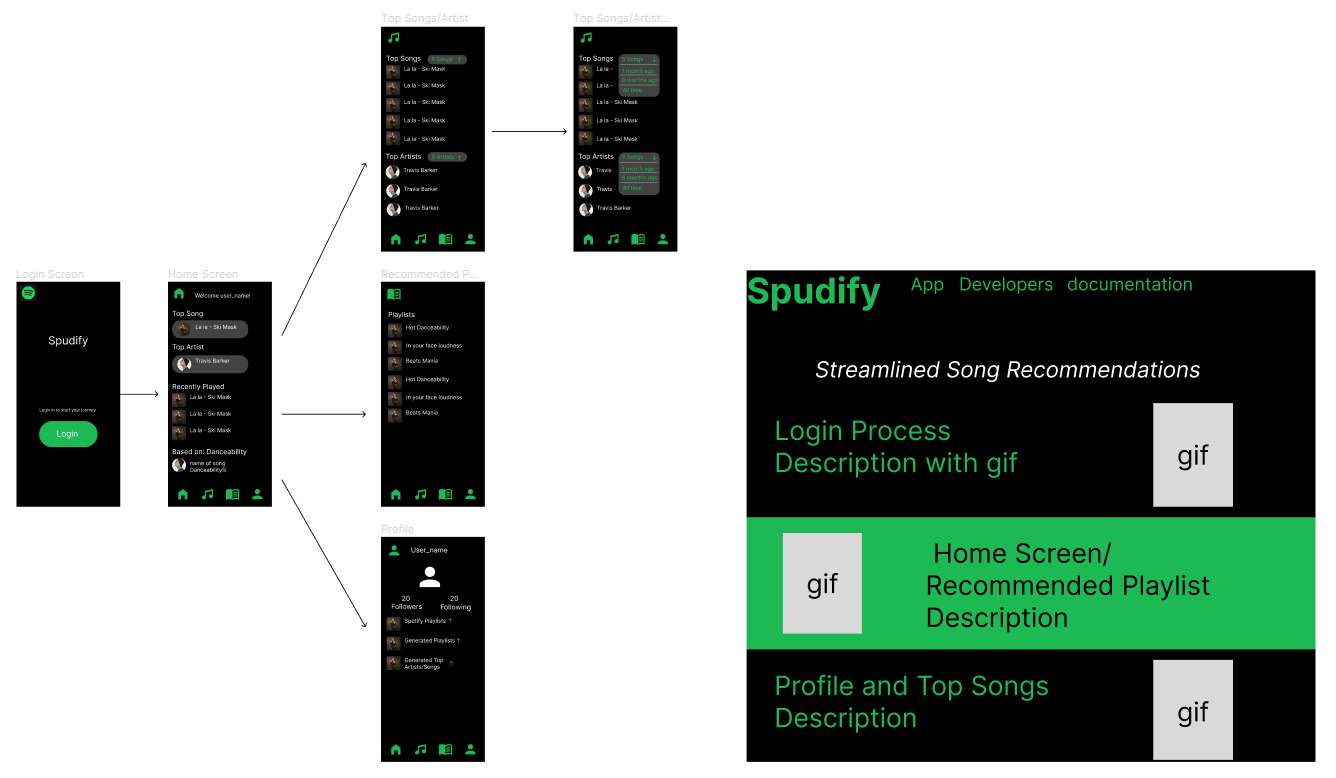 Top Songs/Artist
Top Songs
5 Songs ↑
La la - Ski Mask
La la - Ski Mask
La la - Ski Mask
La la - Ski Mask
La la - Ski Mask
Top Artists
5 Artists ↑
Travis Barker
Travis Barker
Travis Barker
Top Songs/Artist...
Top Songs
5 Songs ↓
1 month ago
6 months ago
All time
La la -
La la -
La la - Ski Mask
La la - Ski Mask
La la - Ski Mask
Top Artists
5 Songs ↓
1 month ago
6 months ago
All time
Travis
Travis
Travis Barker
Login Screen
Spudify
Login in to start your journey
Login
Home Screen
Welcome user_name!
Top Song
La la - Ski Mask
Top Artist
Travis Barker
Recently Played
La la - Ski Mask
La la - Ski Mask
La la - Ski Mask
Based on: Danceability
name of song
Danceability%
Recommended P...
Playlists
Hot Danceability
In your face loudness
Beats Mania
Hot Danceability
In your face loudness
Beats Mania
Profile
User_name
20
Followers
20
Following
Spotify Playlists ↑
Generated Playlists ↑
Generated Top
Artists/Songs ↑
Spudify
App Developers documentation
Streamlined Song Recommendations
Login Process
Description with gif
gif
gif
Home Screen/
Recommended Playlist
Description
Profile and Top Songs
Description
gif